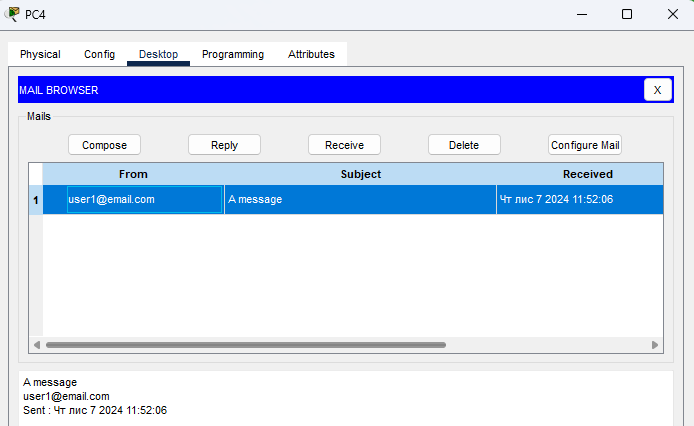 PC4
Physical Config Desktop Programming Attributes
MAIL BROWSER X
Mails
Compose Reply Receive Delete Configure Mail
From Subject Received
1 user1@email.com A message Чт лис 7 2024 11:52:06
A message
user1@email.com
Sent : Чт лис 7 2024 11:52:06